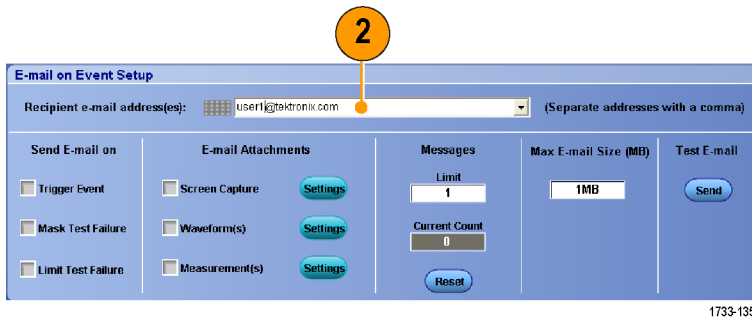 2
E-mail on Event Setup
Recipient e-mail address(es): user1@tektronix.com (Separate addresses with a comma)
Send E-mail on E-mail Attachments Messages Max E-mail Size (MB) Test E-mail
Limit
Trigger Event Screen Capture Settings 1 1MB Send
Mask Test Failure Waveform(s) Settings Current Count
0
Limit Test Failure Measurement(s) Settings Reset
1733-135